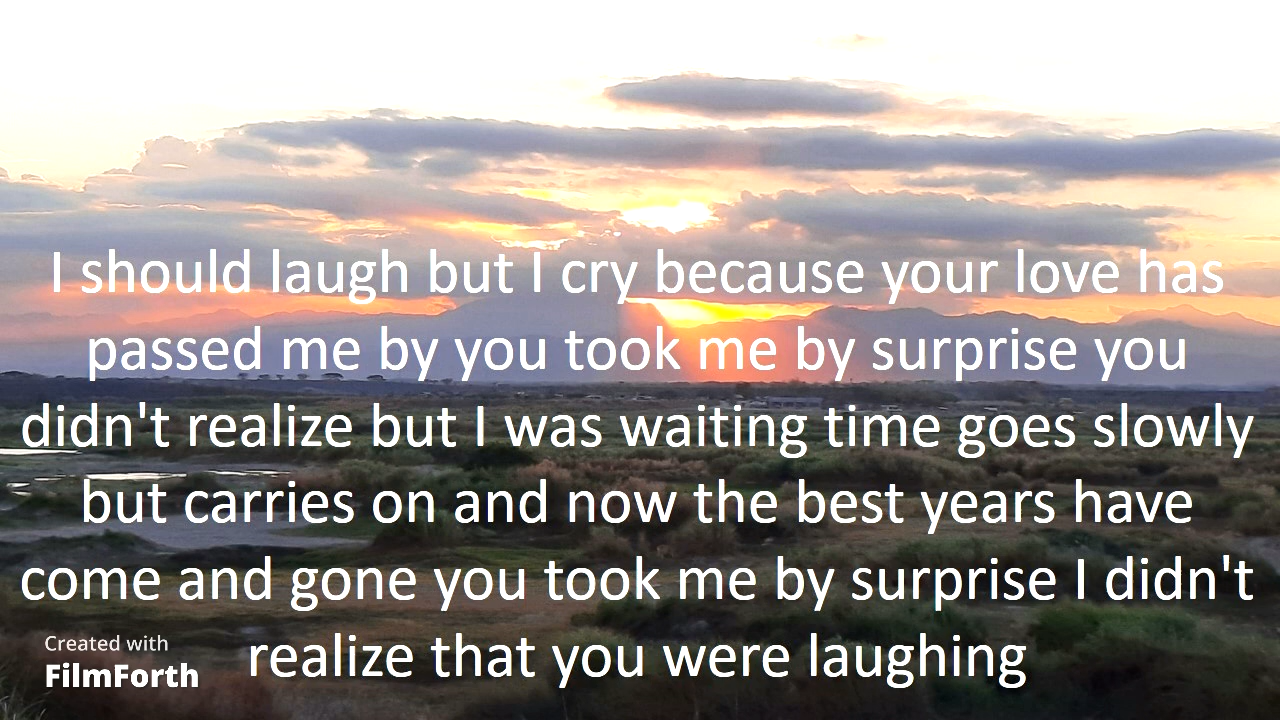 I should laugh but I cry because your love has
passed me by you took me by surprise you
didn't realize but I was waiting time goes slowly
but carries on and now the best years have
come and gone you took me by surprise I didn't
realize that you were laughing
Created with
FilmForth